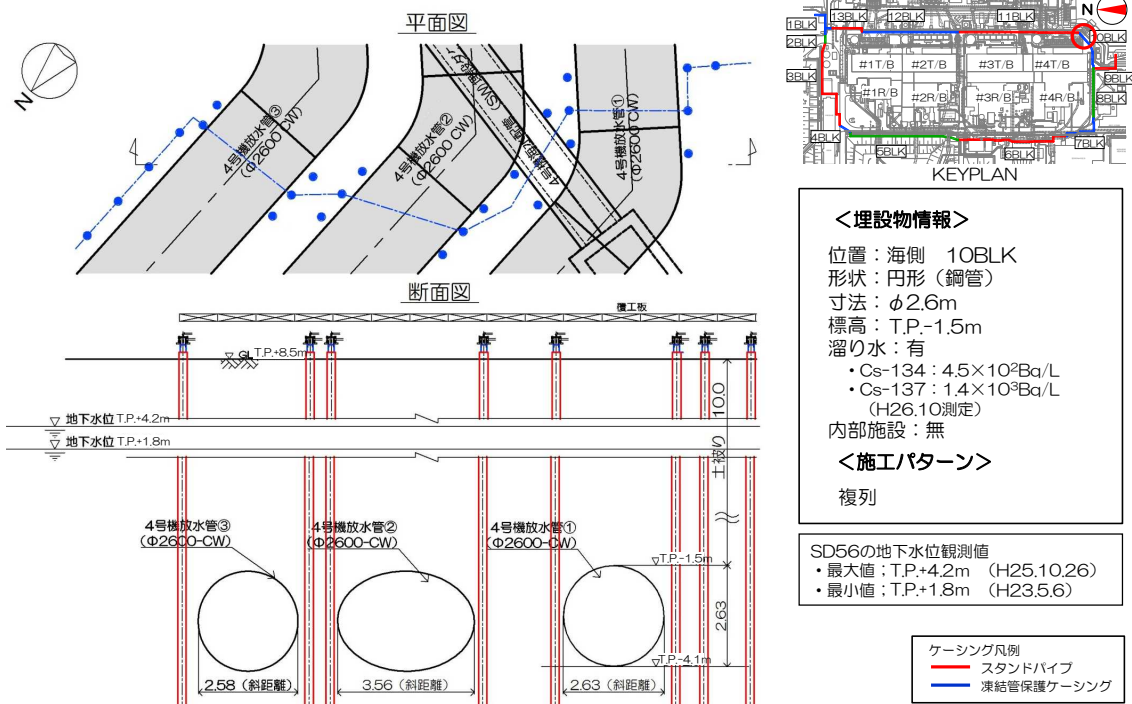 平面図
N
4号機放水管③
(Φ2600-CW)
4号機放水管②
(Φ2600-CW)
4号機放水管①
(Φ2600-CW)
断面図
覆工板
GL T.P.+8.5m
地下水位 T.P.+4.2m
地下水位 T.P.+1.8m
10.0
土被り
4号機放水管③
(Φ2600-CW)
4号機放水管②
(Φ2600-CW)
4号機放水管①
(Φ2600-CW)
T.P.-1.5m
2.63
T.P.-4.1m
2.58(斜距離)
3.56(斜距離)
2.63(斜距離)
N
1BLK
13BLK
12BLK
11BLK
10BLK
2BLK
3BLK
9BLK
8BLK
#1T/B
#2T/B
#3T/B
#4T/B
#1R/B
#2R/B
#3R/B
#4R/B
4BLK
5BLK
6BLK
7BLK
KEYPLAN
<埋設物情報>
位置:海側 10BLK
形状:円形(鋼管)
寸法:φ2.6m
標高:T.P.-1.5m
溜り水:有
・Cs-134:4.5×10²Bq/L
・Cs-137:1.4×10³Bq/L
(H26.10測定)
内部施設:無
<施工パターン>
複列
SD56の地下水位観測値
・最大値;T.P.+4.2m (H25.10.26)
・最小値;T.P.+1.8m (H23.5.6)
ケーシング凡例
スタンドパイプ
凍結管保護ケーシング